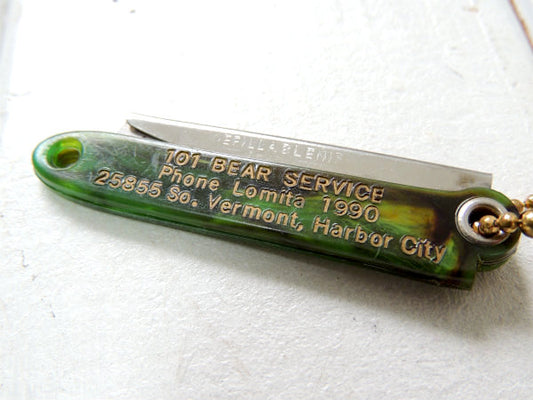 101 BEAR SERVICE
Phone Lomita 1990
25855 So. Vermont, Harbor City